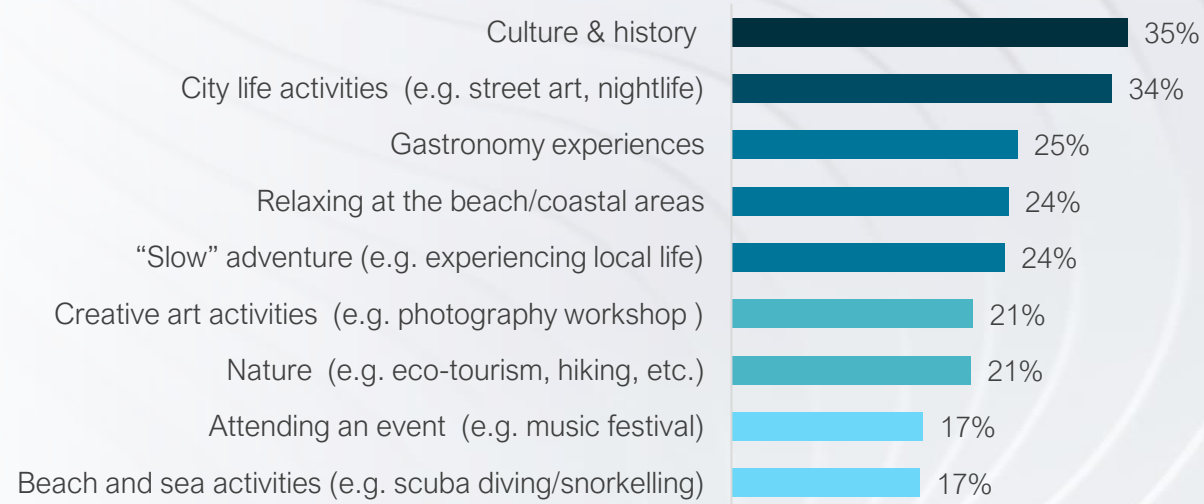 Culture & history 35%
City life activities (e.g. street art, nightlife) 34%
Gastronomy experiences 25%
Relaxing at the beach/coastal areas 24%
“Slow” adventure (e.g. experiencing local life) 24%
Creative art activities (e.g. photography workshop ) 21%
Nature (e.g. eco-tourism, hiking, etc.) 21%
Attending an event (e.g. music festival) 17%
Beach and sea activities (e.g. scuba diving/snorkelling) 17%